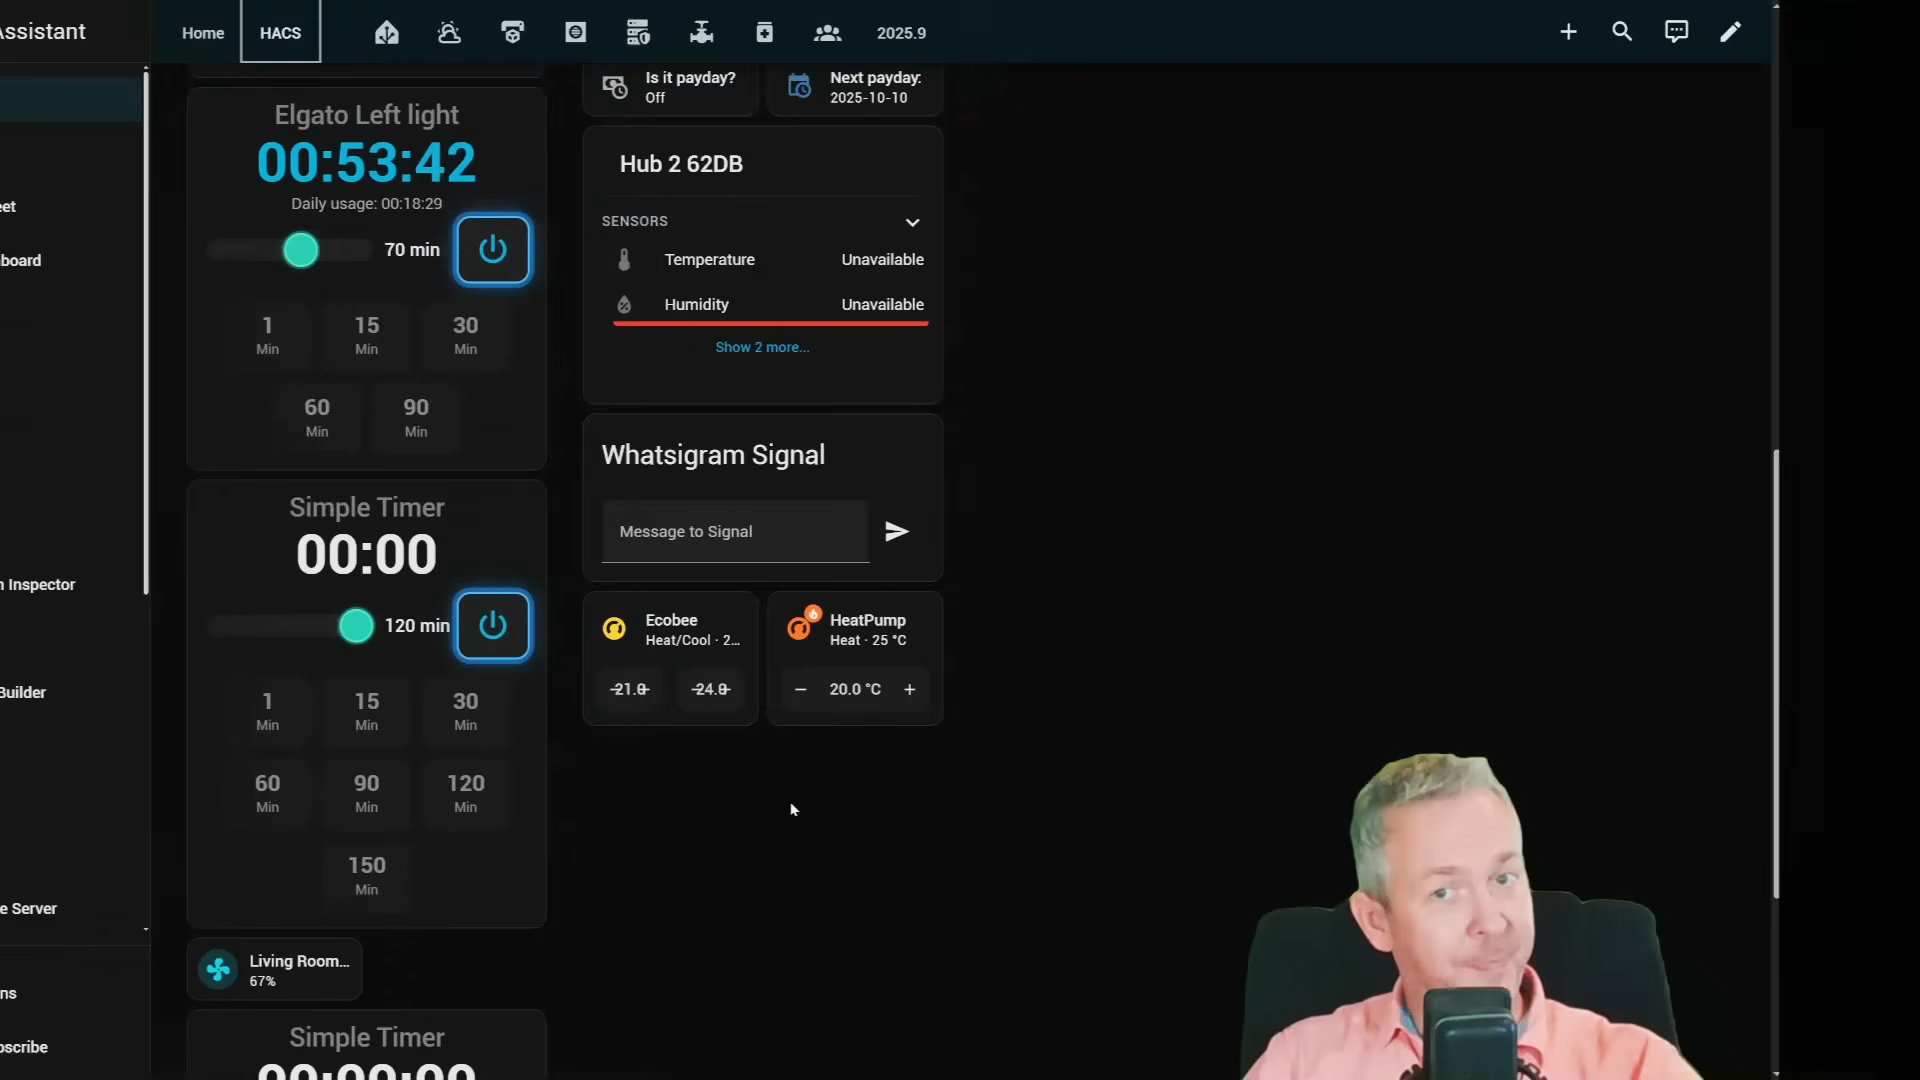 ssistant
Home
HACS
2025.9
eet
board
n Inspector
Builder
e Server
ns
oscribe
Elgato Left light
00:53:42
Daily usage: 00:18:29
70 min
1 15 30
Min Min Min
60 90
Min Min
Simple Timer
00:00
120 min
1 15 30
Min Min Min
60 90 120
Min Min Min
150
Min
Living Room...
67%
Simple Timer
00:00:00
Is it payday?
Off
Next payday:
2025-10-10
Hub 2 62DB
SENSORS
Temperature Unavailable
Humidity Unavailable
Show 2 more...
Whatsigram Signal
Message to Signal
Ecobee
Heat/Cool · 2...
-21.0+ -24.0+
HeatPump
Heat · 25 °C
− 20.0 °C +